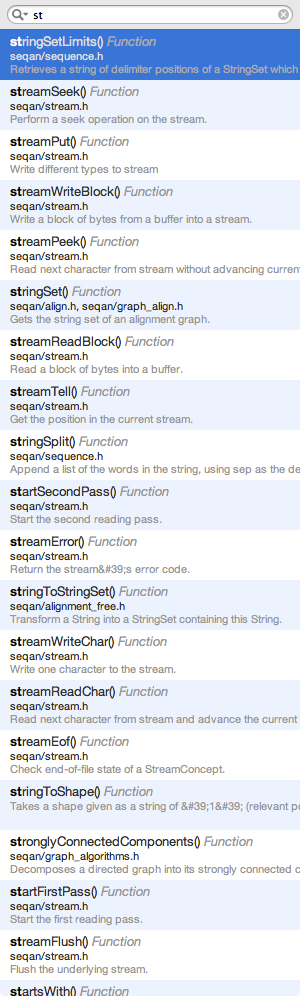 st
stringSetLimits() Function
seqan/sequence.h
Retrieves a string of delimiter positions of a StringSet which
streamSeek() Function
seqan/stream.h
Perform a seek operation on the stream.
streamPut() Function
seqan/stream.h
Write different types to stream
streamWriteBlock() Function
seqan/stream.h
Write a block of bytes from a buffer into a stream.
streamPeek() Function
seqan/stream.h
Read next character from stream without advancing current
stringSet() Function
seqan/align.h, seqan/graph_align.h
Gets the string set of an alignment graph.
streamReadBlock() Function
seqan/stream.h
Read a block of bytes into a buffer.
streamTell() Function
seqan/stream.h
Get the position in the current stream.
stringSplit() Function
seqan/sequence.h
Append a list of the words in the string, using sep as the de
startSecondPass() Function
seqan/stream.h
Start the second reading pass.
streamError() Function
seqan/stream.h
Return the stream&#39;s error code.
stringToStringSet() Function
seqan/alignment_free.h
Transform a String into a StringSet containing this String.
streamWriteChar() Function
seqan/stream.h
Write one character to the stream.
streamReadChar() Function
seqan/stream.h
Read next character from stream and advance the current
streamEof() Function
seqan/stream.h
Check end-of-file state of a StreamConcept.
stringToShape() Function
Takes a shape given as a string of &#39;1&#39; (relevant po
stronglyConnectedComponents() Function
seqan/graph_algorithms.h
Decomposes a directed graph into its strongly connected c
startFirstPass() Function
seqan/stream.h
Start the first reading pass.
streamFlush() Function
seqan/stream.h
Flush the underlying stream.
startsWith() Function